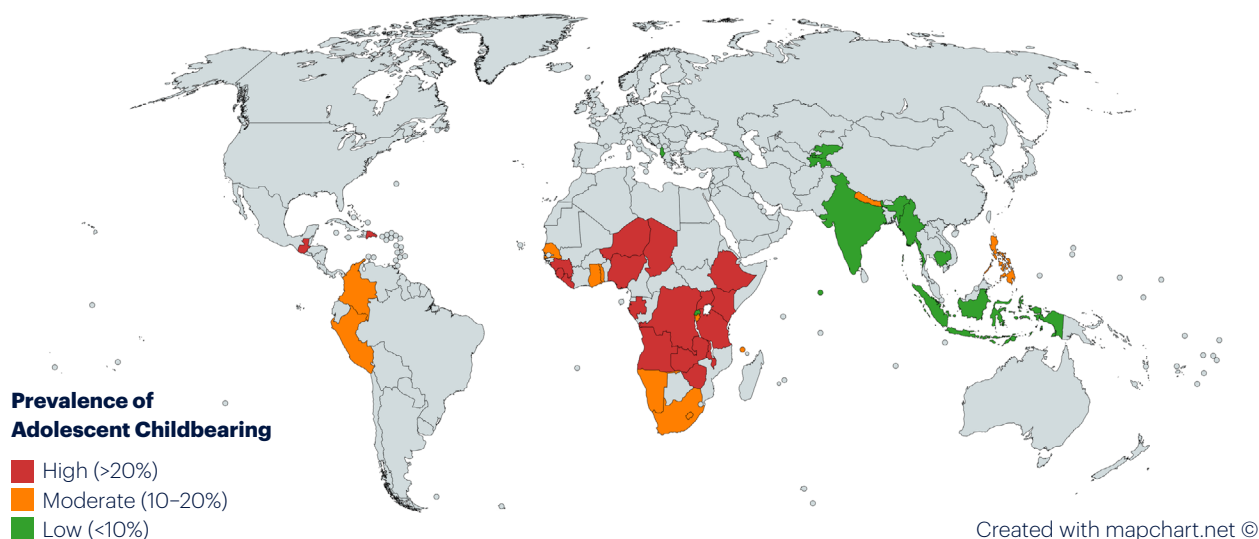 Prevalence of
Adolescent Childbearing
High (>20%)
Moderate (10–20%)
Low (<10%)
Created with mapchart.net ©